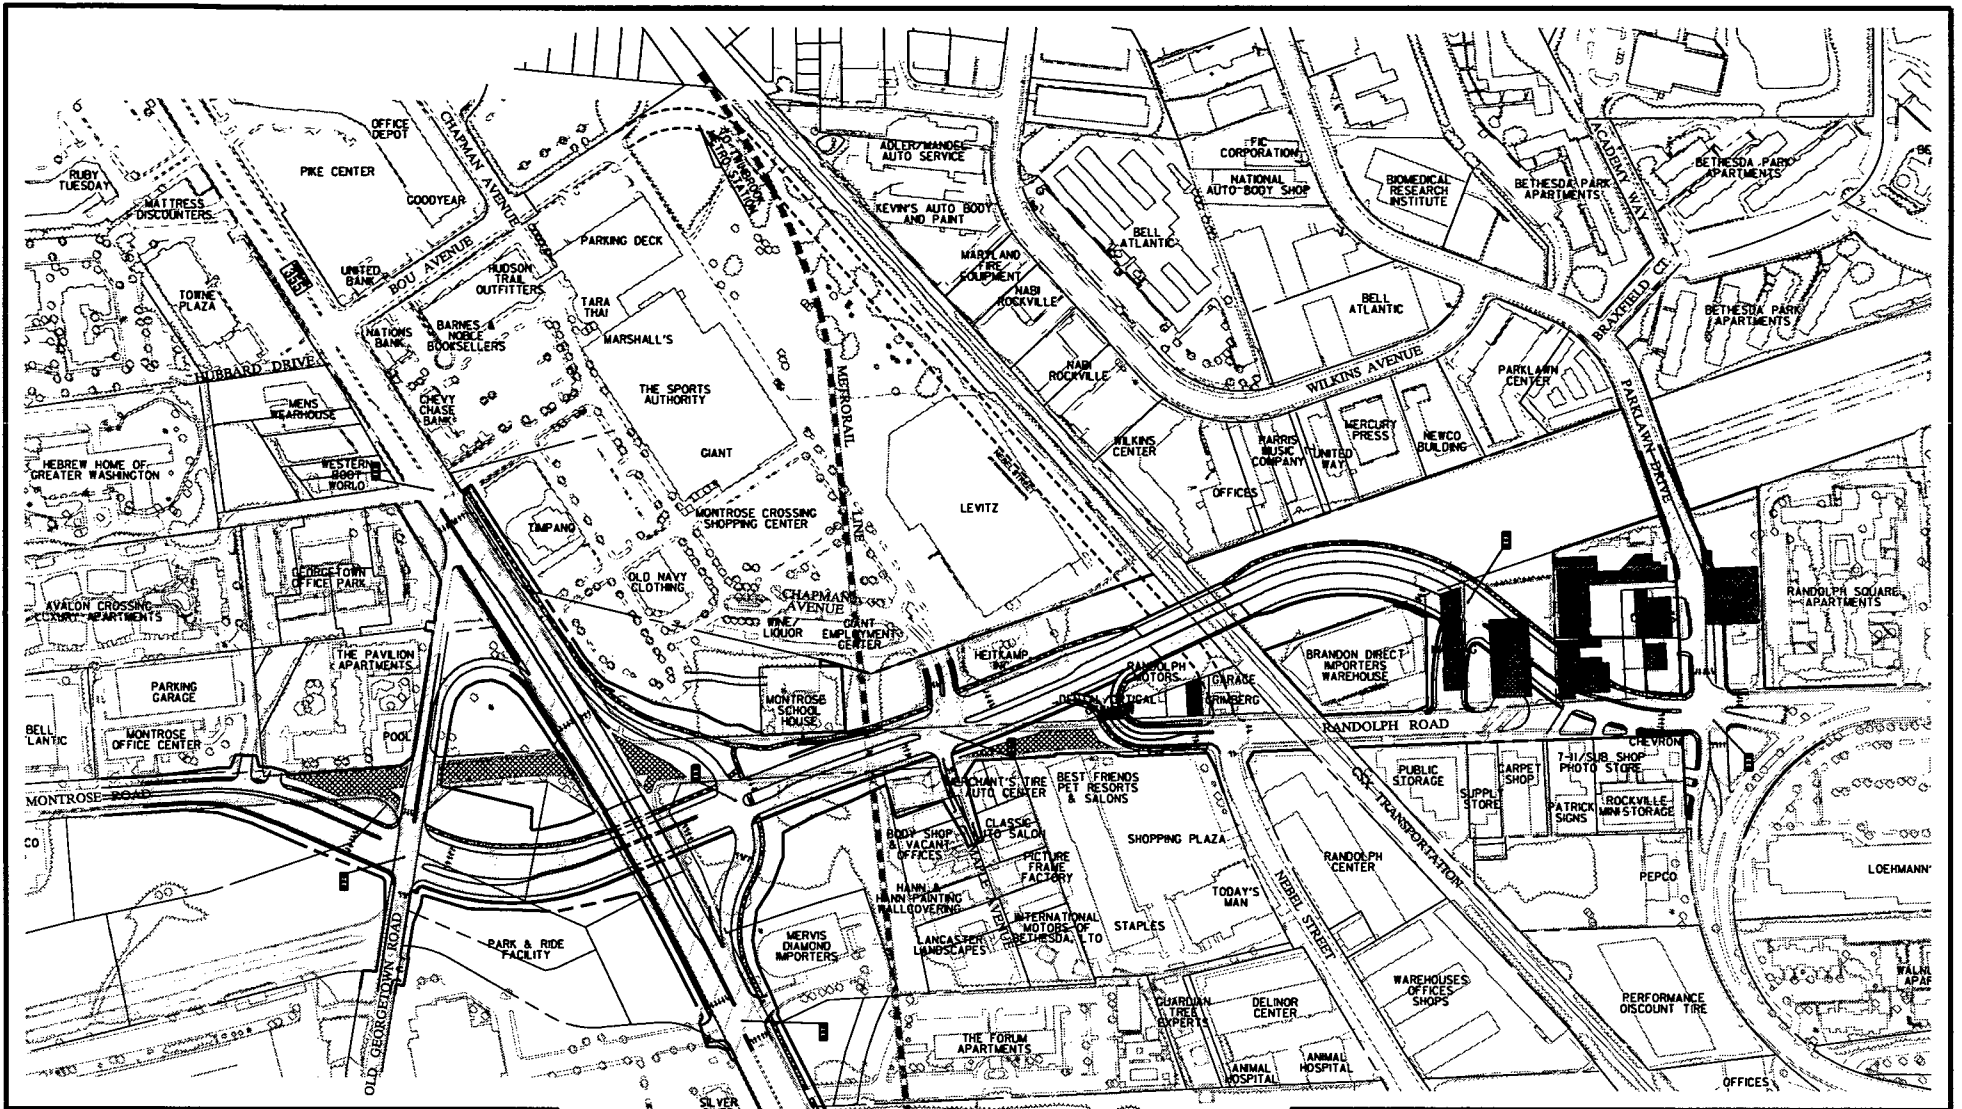 OFFICE
DEPOT
CHAPMAN AVENUE
PIKE CENTER
RUBY
TUESDAY
MATTRESS
DISCOUNTERS
GOODYEAR
TO TWINBROOK
METRO STATION
ADLER/MANDEL
AUTO SERVICE
FIC
CORPORATION
NATIONAL
AUTO BODY SHOP
BIOMEDICAL
RESEARCH
INSTITUTE
BETHESDA PARK
APARTMENTS
ACADEMY WAY
BETHESDA PARK
APARTMENTS
KEVIN'S AUTO BODY
AND PAINT
PARKING DECK
BELL
ATLANTIC
MARYLAND
FIRE
EQUIPMENT
NABI
ROCKVILLE
UNITED
BANK
BOU AVENUE
HUDSON
TRAIL
OUTFITTERS
355
TOWNE
PLAZA
TARA
THAI
BELL
ATLANTIC
BRAXFIELD CT
BETHESDA PARK
APARTMENTS
NATIONS
BANK
BARNES &
NOBLE
BOOKSELLERS
MARSHALL'S
HUBBARD DRIVE
NABI
ROCKVILLE
WILKINS AVENUE
PARKLAWN
CENTER
PARKLAWN DRIVE
MENS
WEARHOUSE
CHEVY
CHASE
BANK
THE SPORTS
AUTHORITY
METRORAIL
LINE
WILKINS
CENTER
HARRIS
MUSIC
COMPANY
UNITED
WAY
MERCURY
PRESS
NEWCO
BUILDING
GIANT
HEBREW HOME OF
GREATER WASHINGTON
WESTERN
BOOT
WORLD
NEBEL STREET
OFFICES
TIMPANO
MONTROSE CROSSING
SHOPPING CENTER
LEVITZ
GEORGETOWN
OFFICE PARK
OLD NAVY
CLOTHING
CHAPMAN
AVENUE
AVALON CROSSING
LUXURY APARTMENTS
WINE/
LIQUOR
GIANT
EMPLOYMENT
CENTER
RANDOLPH SQUARE
APARTMENTS
THE PAVILION
APARTMENTS
HEITKAMP
INC
BRANDON DIRECT
IMPORTERS
WAREHOUSE
RANDOLPH
MOTORS
GARAGE
GRIMBERG
PARKING
GARAGE
MONTROSE
SCHOOL
HOUSE
RANDOLPH ROAD
BELL
MONTROSE
OFFICE CENTER
POOL
CHEVRON
7-11/SUB SHOP
PHOTO STORE
MONTROSE ROAD
MERCHANT'S TIRE
AUTO CENTER
BEST FRIENDS
PET RESORTS
& SALONS
PUBLIC
STORAGE
CARPET
SHOP
SUPPLY
STORE
PATRICK
SIGNS
ROCKVILLE
MINI STORAGE
CSX TRANSPORTATION
BODY SHOP
& VACANT
OFFICES
CLASSIC
AUTO SALON
SHOPPING PLAZA
PICTURE
FRAME
FACTORY
MAPLE AVENUE
RANDOLPH
CENTER
PEPCO
LOEHMANN'
HANN &
HANN PAINTING
WALLCOVERING
TODAY'S
MAN
NEBEL STREET
INTERNATIONAL
MOTORS OF
BETHESDA, LTD
STAPLES
LANCASTER
LANDSCAPES
OLD GEORGETOWN ROAD
PARK & RIDE
FACILITY
MERVIS
DIAMOND
IMPORTERS
WAREHOUSES
OFFICES
SHOPS
PERFORMANCE
DISCOUNT TIRE
GUARDIAN
TREE
EXPERTS
DELINOR
CENTER
THE FORUM
APARTMENTS
ANIMAL
HOSPITAL
ANIMAL
HOSPITAL
OFFICES
SILVER